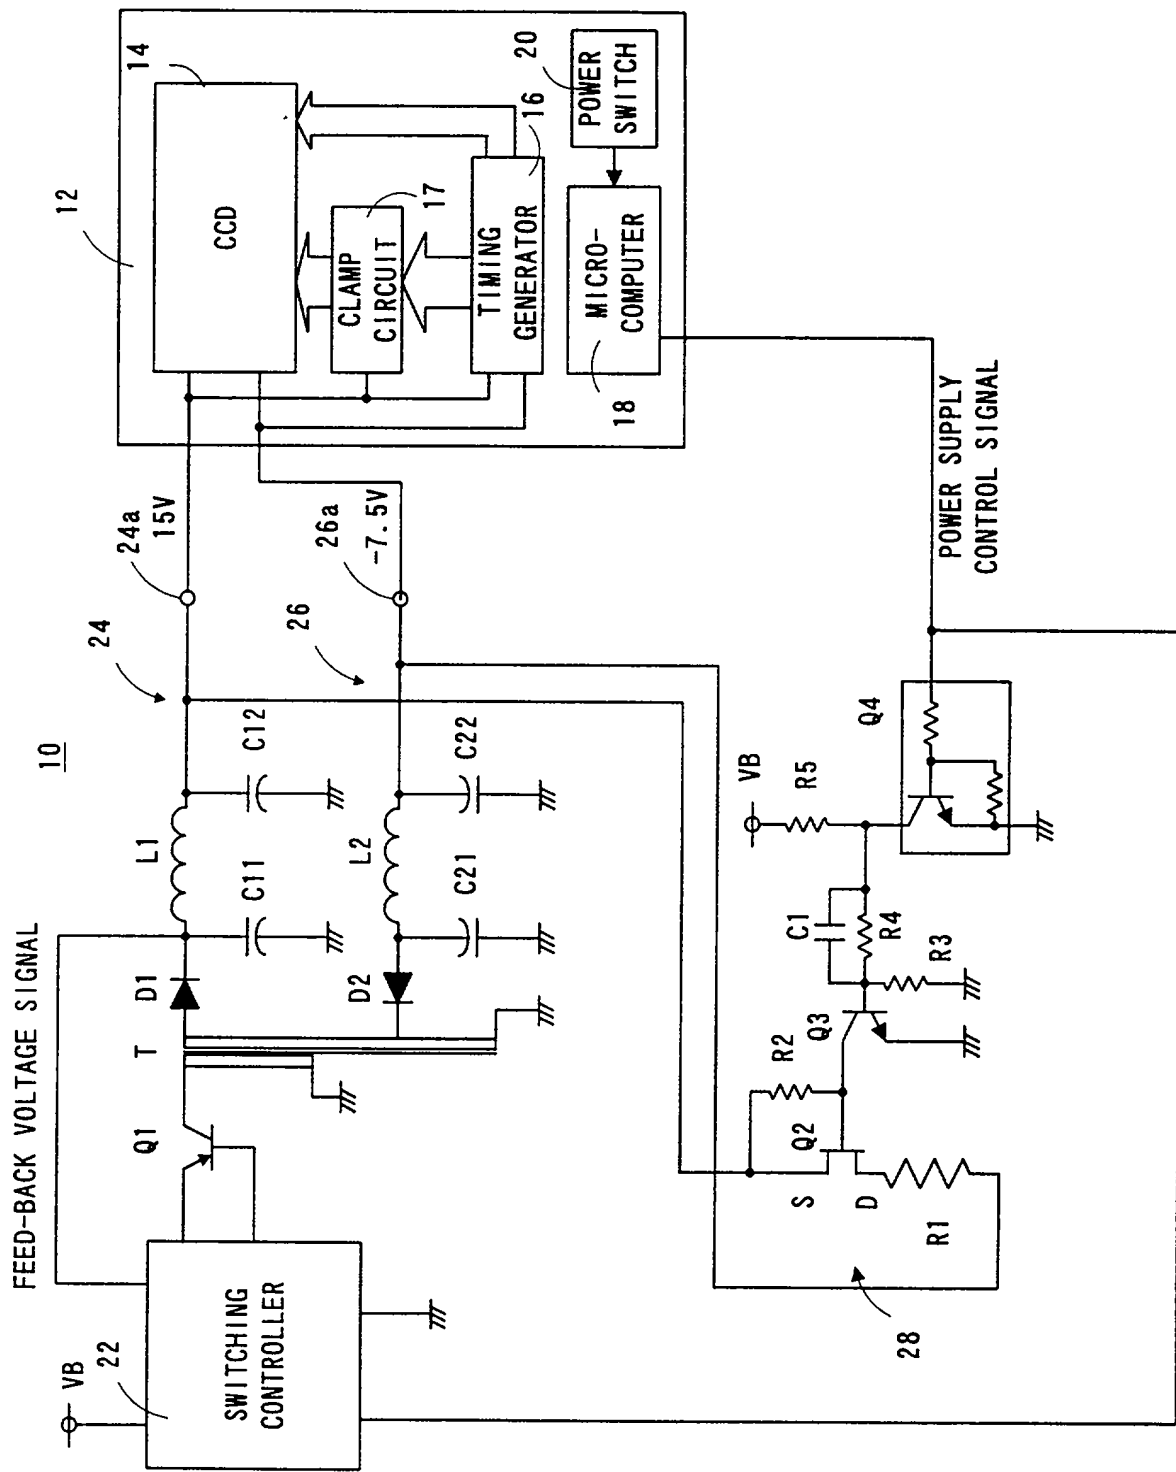 10
FEED-BACK VOLTAGE SIGNAL
VB
22
SWITCHING
CONTROLLER
Q1
T
D1
L1
C11
C12
24
24a
15V
D2
L2
C21
C22
26
26a
-7.5V
12
14
CCD
17
CLAMP
CIRCUIT
16
TIMING
GENERATOR
20
POWER
SWITCH
18
MICRO-
COMPUTER
POWER SUPPLY
CONTROL SIGNAL
28
S
Q2
D
R1
R2
Q3
C1
R4
R3
VB
R5
Q4